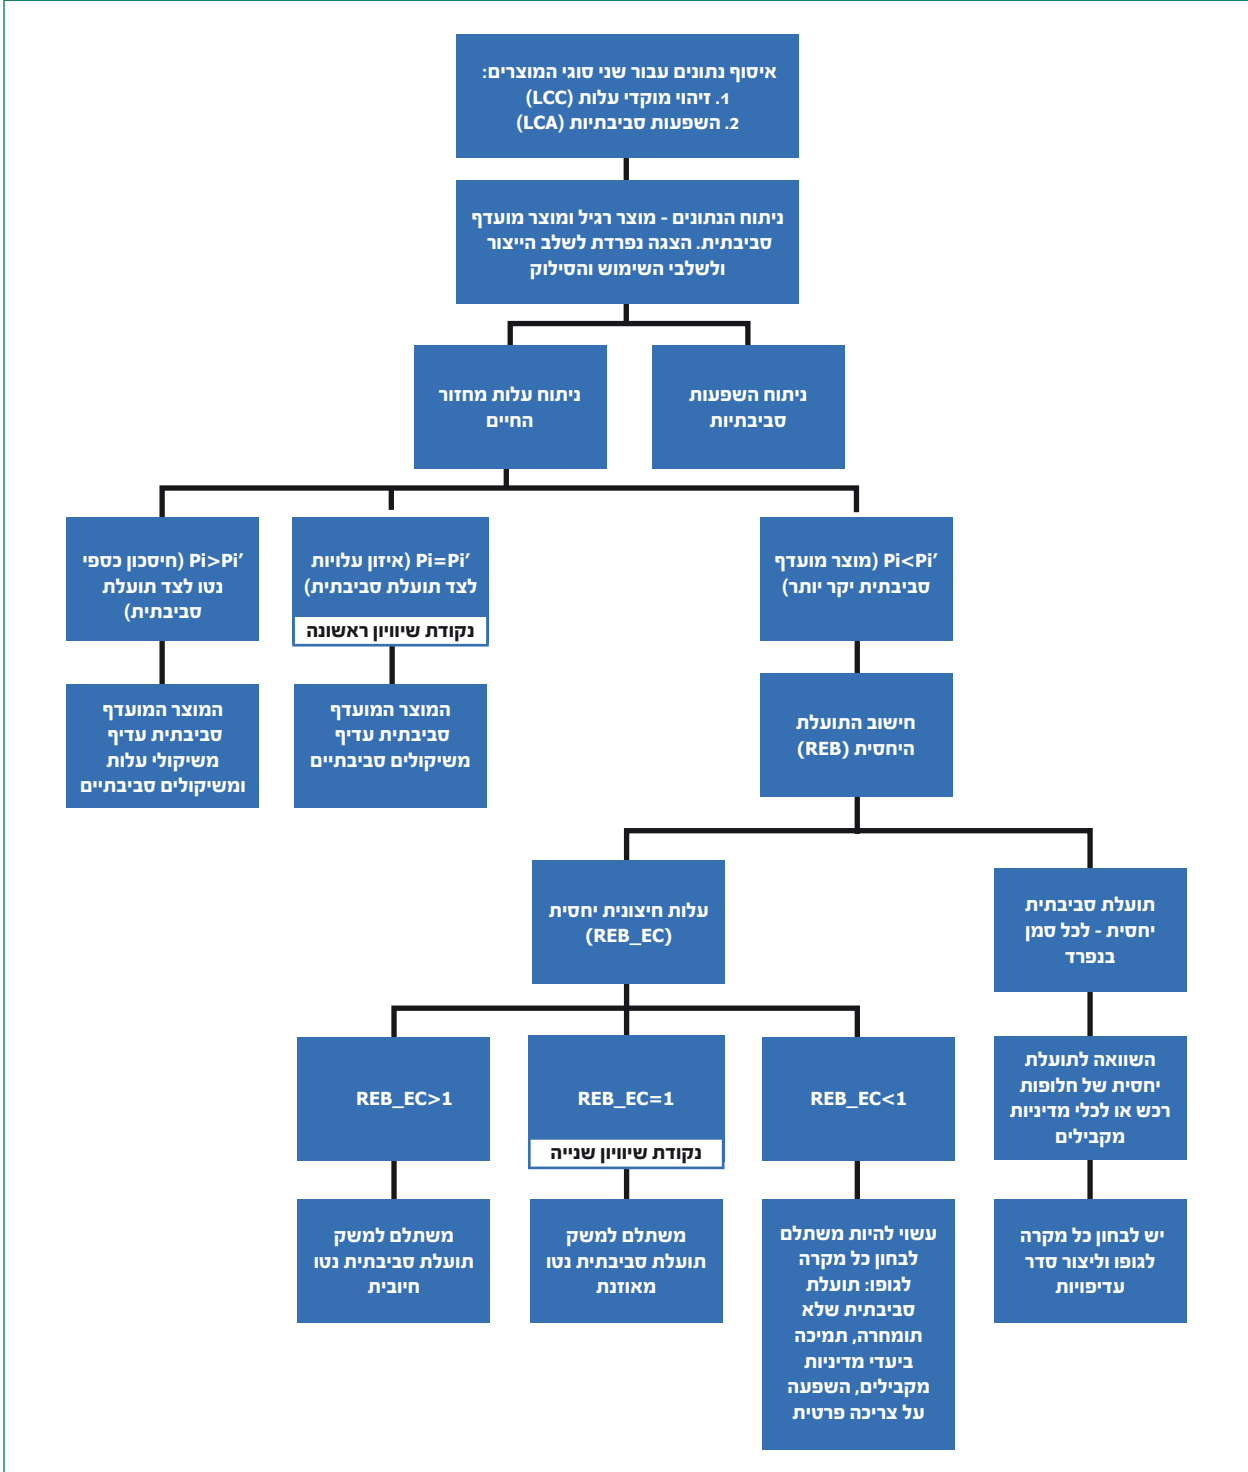 איסוף נתונים עבור שני סוגי המוצרים:
1. זיהוי מוקדי עלות (LCC)
2. השפעות סביבתיות (LCA)
ניתוח הנתונים - מוצר רגיל ומוצר מועדף
סביבתית. הצגה נפרדת לשלב הייצור
ולשלבי השימוש והסילוק
ניתוח השפעות
סביבתיות
ניתוח עלות מחזור
החיים
Pi<Pi′ (מוצר מועדף
סביבתית יקר יותר)
Pi=Pi′ (איזון עלויות
לצד תועלת סביבתית)
נקודת שיוויון ראשונה
Pi>Pi′ (חיסכון כספי
נטו לצד תועלת
סביבתית)
חישוב התועלת
היחסית (REB)
המוצר המועדף
סביבתית עדיף
משיקולים סביבתיים
המוצר המועדף
סביבתית עדיף
משיקולי עלות
ומשיקולים סביבתיים
תועלת סביבתית
יחסית - לכל סמן
בנפרד
עלות חיצונית יחסית
(REB_EC)
השוואה לתועלת
יחסית של חלופות
רכש או לכלי מדיניות
מקבילים
REB_EC<1
REB_EC=1
נקודת שיוויון שנייה
REB_EC>1
יש לבחון כל מקרה
לגופו וליצור סדר
עדיפויות
עשוי להיות משתלם
לבחון כל מקרה
לגופו: תועלת
סביבתית שלא
תומחרה, תמיכה
ביעדי מדיניות
מקבילים, השפעה
על צריכה פרטית
משתלם למשק
תועלת סביבתית נטו
מאוזנת
משתלם למשק
תועלת סביבתית נטו
חיובית